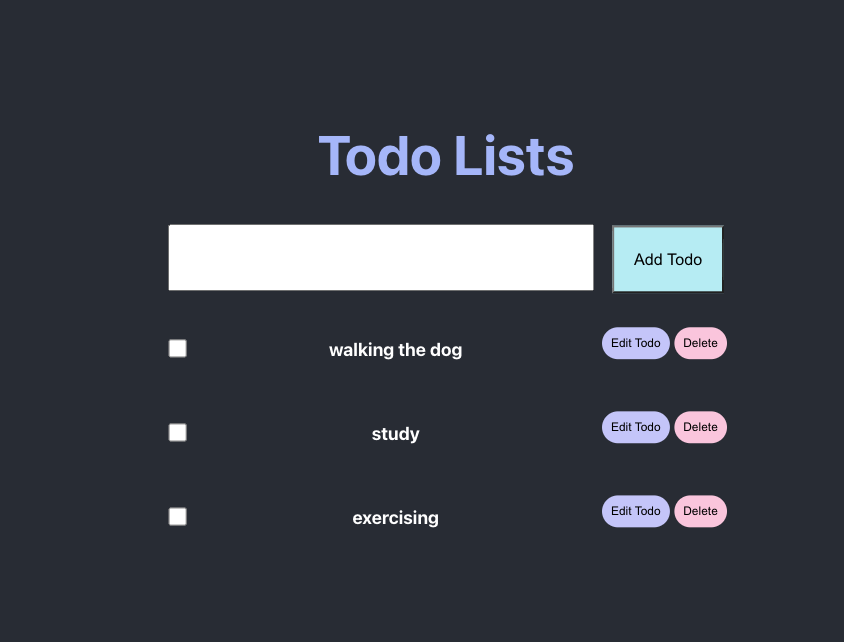 Todo Lists
Add Todo
walking the dog Edit Todo Delete
study Edit Todo Delete
exercising Edit Todo Delete